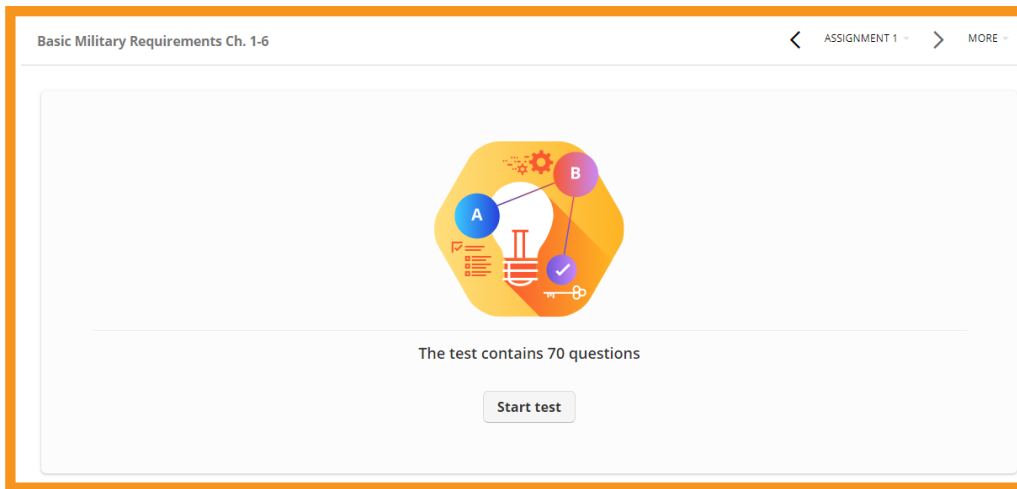 Basic Military Requirements Ch. 1-6
ASSIGNMENT 1
MORE
A
B
The test contains 70 questions
Start test